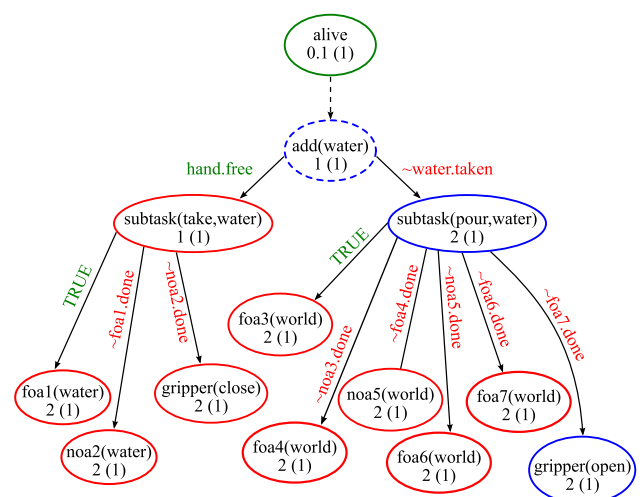 alive
0.1 (1)
add(water)
1 (1)
hand.free
~water.taken
subtask(take,water)
1 (1)
subtask(pour,water)
2 (1)
TRUE
~foa1.done
~noa2.done
TRUE
~noa3.done
~foa4.done
~noa5.done
~foa6.done
~foa7.done
foa3(world)
2 (1)
foa1(water)
2 (1)
gripper(close)
2 (1)
noa5(world)
2 (1)
foa7(world)
2 (1)
noa2(water)
2 (1)
foa4(world)
2 (1)
foa6(world)
2 (1)
gripper(open)
2 (1)